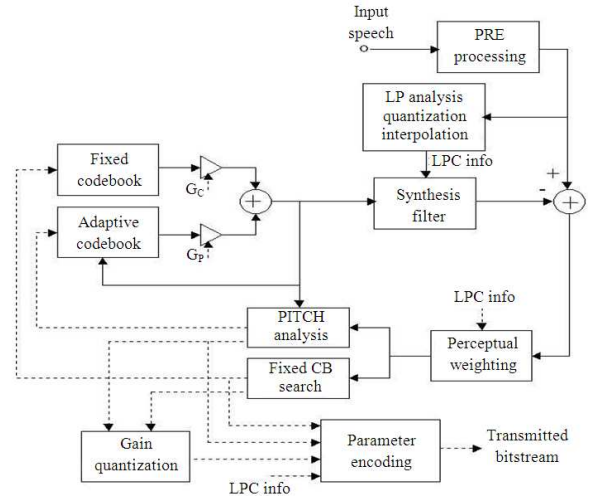 Input
speech
PRE
processing
LP analysis
quantization
interpolation
LPC info
Fixed
codebook
G_C
Adaptive
codebook
G_P
+
Synthesis
filter
+
-
+
LPC info
PITCH
analysis
Perceptual
weighting
Fixed CB
search
Gain
quantization
Parameter
encoding
Transmitted
bitstream
LPC info